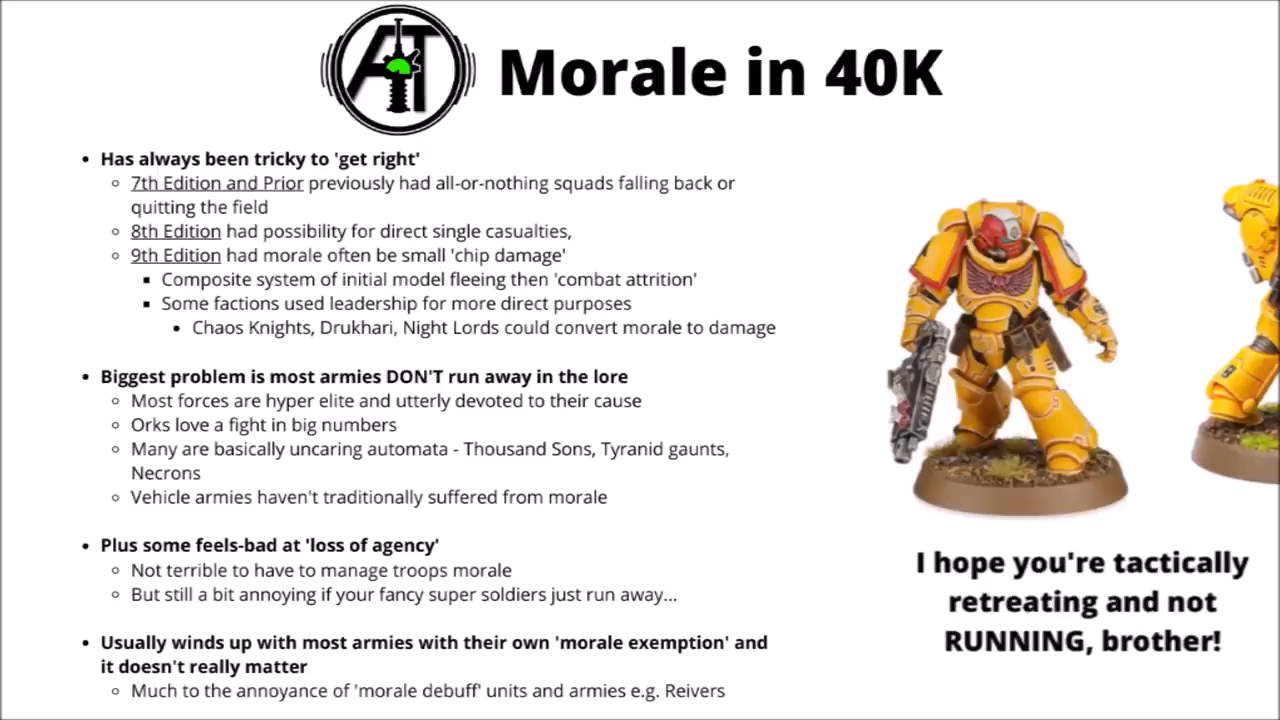 AT
Morale in 40K
• Has always been tricky to 'get right'
◦ 7th Edition and Prior previously had all-or-nothing squads falling back or
quitting the field
◦ 8th Edition had possibility for direct single casualties,
◦ 9th Edition had morale often be small 'chip damage'
▪ Composite system of initial model fleeing then 'combat attrition'
▪ Some factions used leadership for more direct purposes
• Chaos Knights, Drukhari, Night Lords could convert morale to damage
• Biggest problem is most armies DON'T run away in the lore
◦ Most forces are hyper elite and utterly devoted to their cause
◦ Orks love a fight in big numbers
◦ Many are basically uncaring automata - Thousand Sons, Tyranid gaunts,
Necrons
◦ Vehicle armies haven't traditionally suffered from morale
• Plus some feels-bad at 'loss of agency'
◦ Not terrible to have to manage troops morale
◦ But still a bit annoying if your fancy super soldiers just run away...
• Usually winds up with most armies with their own 'morale exemption' and
it doesn't really matter
◦ Much to the annoyance of 'morale debuff' units and armies e.g. Reivers
I hope you're tactically
retreating and not
RUNNING, brother!